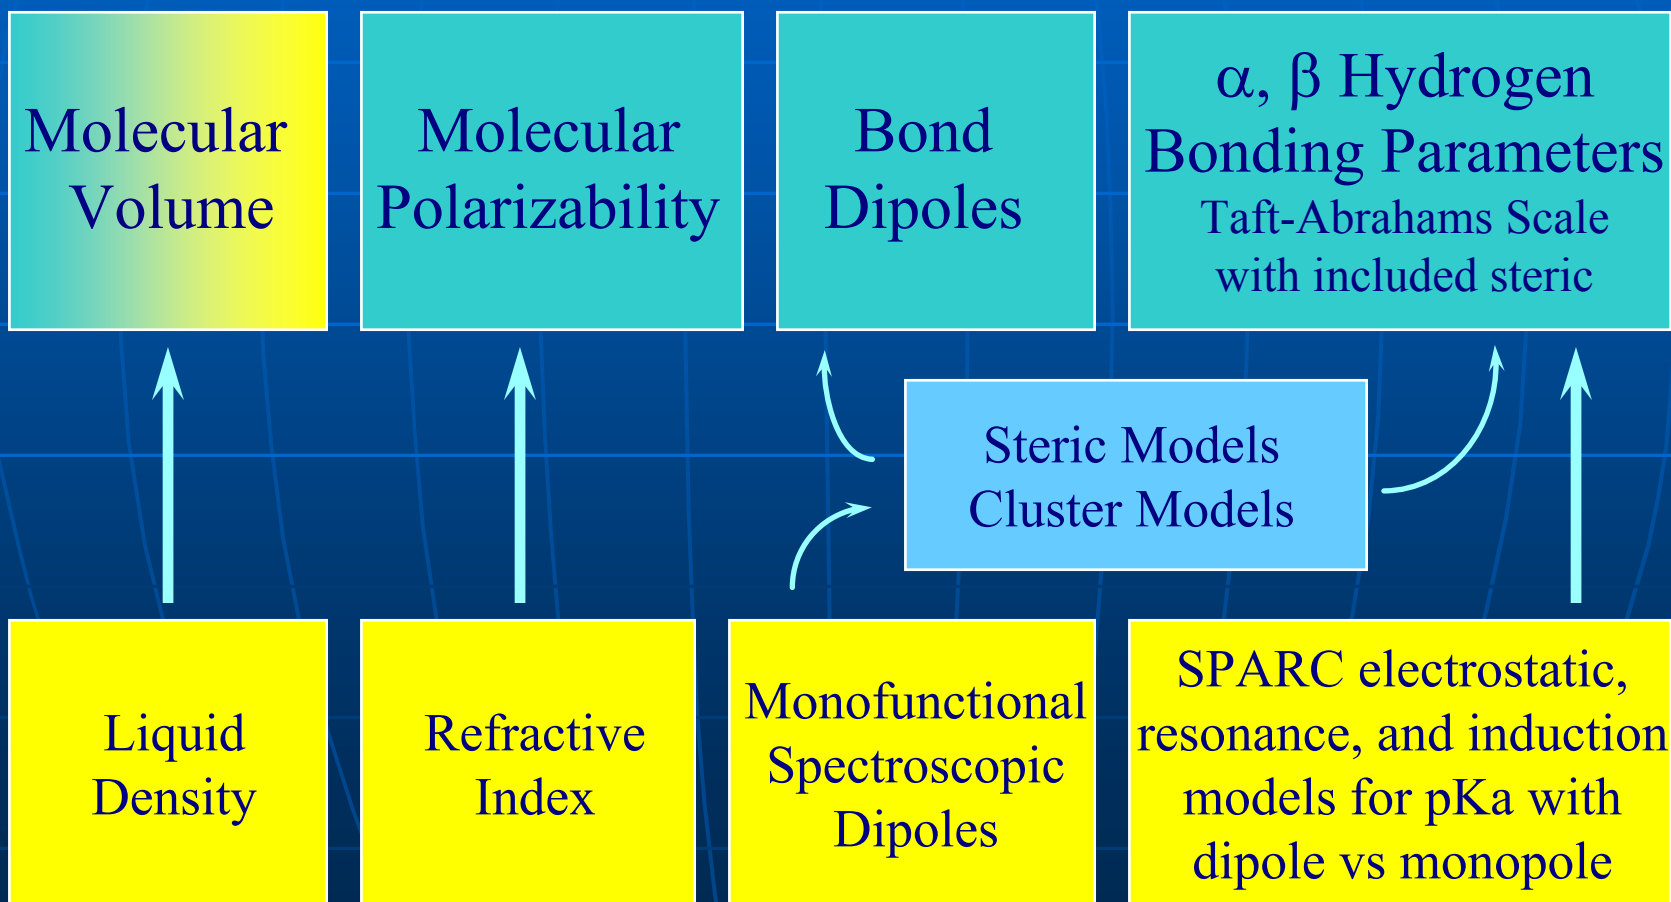 Molecular
Volume
Molecular
Polarizability
Bond
Dipoles
α, β Hydrogen
Bonding Parameters
Taft-Abrahams Scale
with included steric
Steric Models
Cluster Models
Liquid
Density
Refractive
Index
Monofunctional
Spectroscopic
Dipoles
SPARC electrostatic,
resonance, and induction
models for pKa with
dipole vs monopole